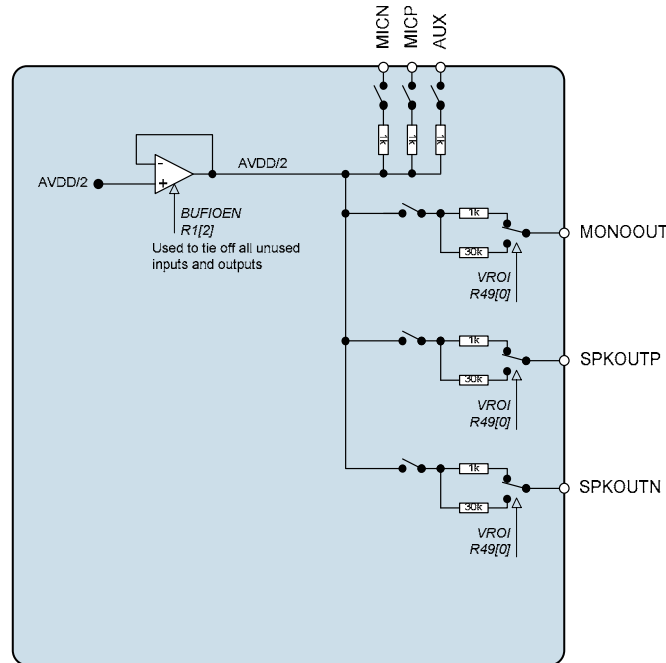 MICN
MICP
AUX
1k
1k
1k
-
+
AVDD/2
AVDD/2
BUFIOEN
R1[2]
Used to tie off all unused
inputs and outputs
1k
30k
MONOOUT
VROI
R49[0]
1k
30k
SPKOUTP
VROI
R49[0]
1k
30k
SPKOUTN
VROI
R49[0]